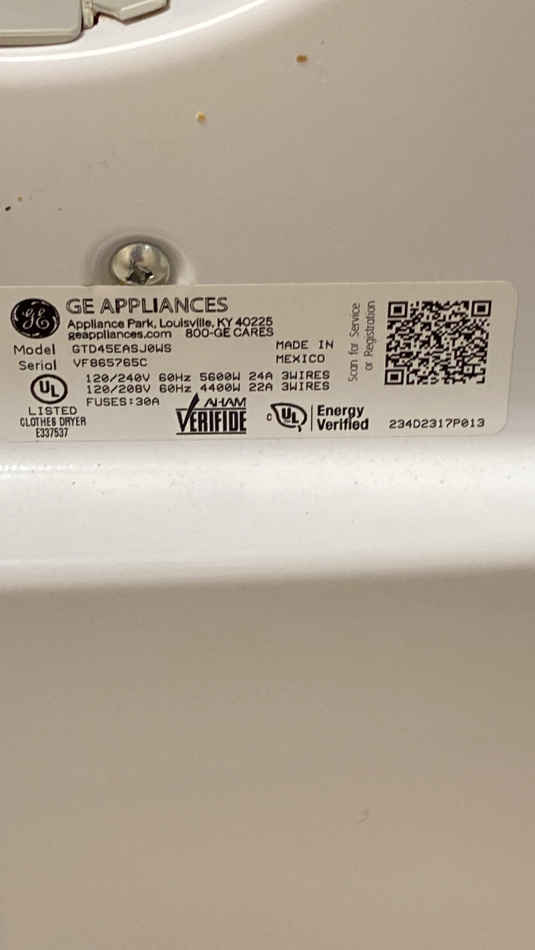 GE APPLIANCES
Appliance Park, Louisville, KY 40225
geappliances.com 800-GE CARES
Model GTD45EASJ0WS
MADE IN
Serial VF865765C
MEXICO
120/240V 60Hz 5600W 24A 3WIRES
120/208V 60Hz 4400W 22A 3WIRES
FUSES:30A
UL
LISTED
CLOTHES DRYER
E337537
AHAM
VERIFIDE
c UL
Energy
Verified
Scan for Service
or Registration
234D2317P013